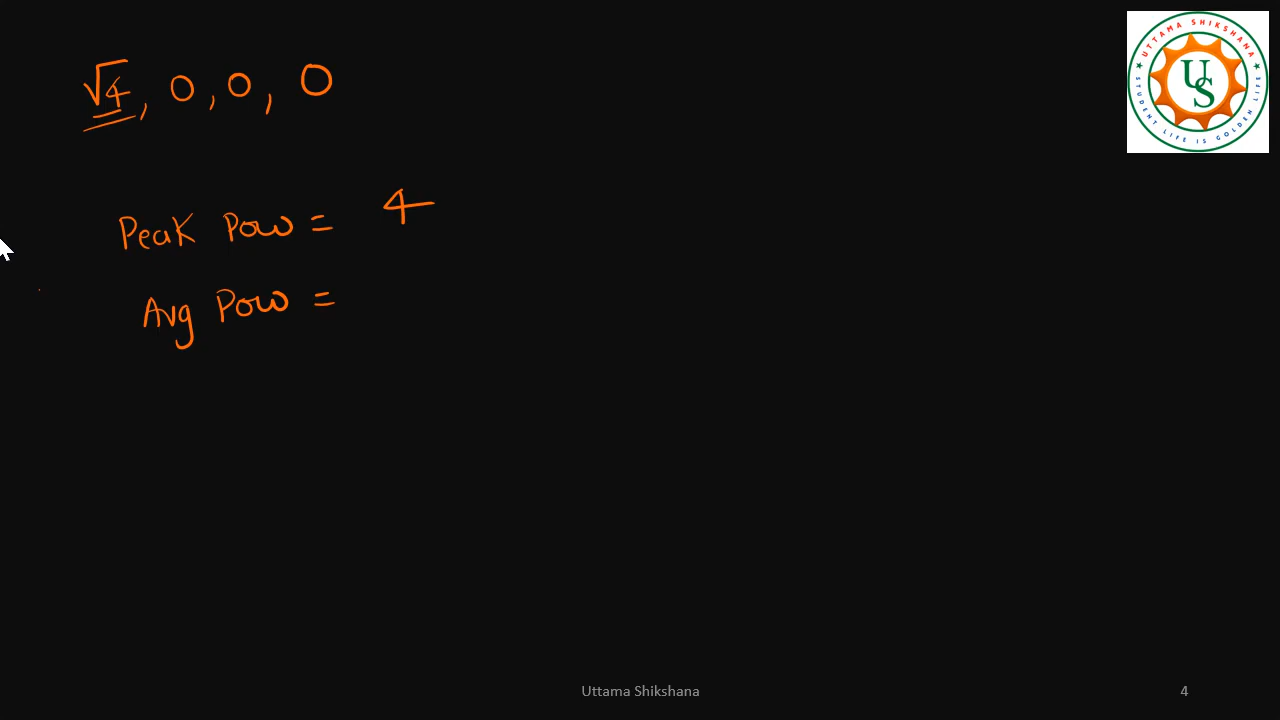 √4, 0, 0, 0
Peak Pow = 4
Avg Pow =
UTTAMA SHIKSHANA
US
STUDENT LIFE IS GOLDEN LIFE
Uttama Shikshana
4